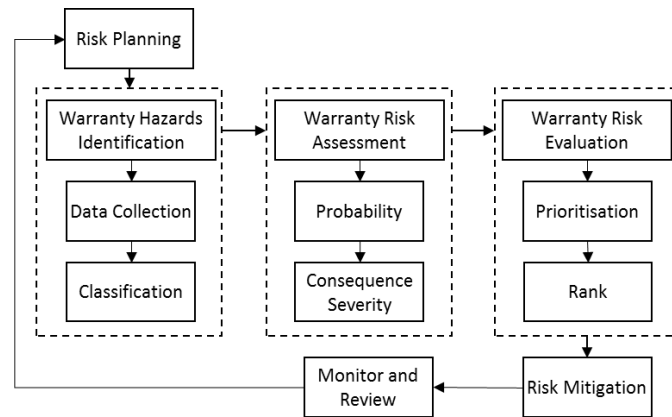 Risk Planning
Warranty Hazards
Identification
Data Collection
Classification
Warranty Risk
Assessment
Probability
Consequence
Severity
Warranty Risk
Evaluation
Prioritisation
Rank
Risk Mitigation
Monitor and
Review